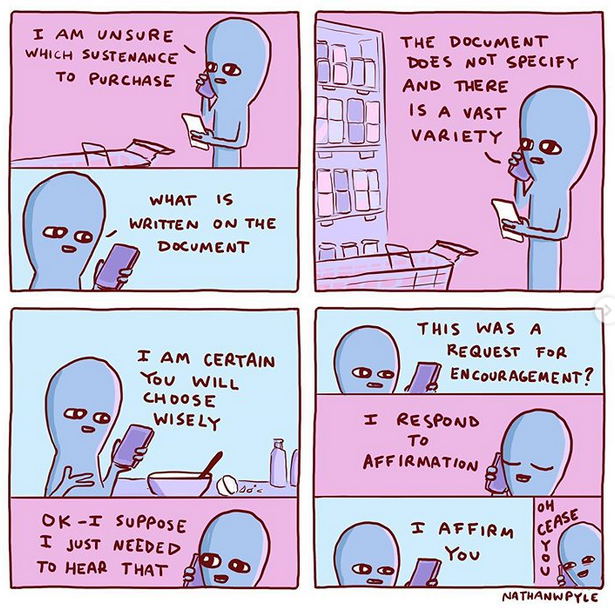 I AM UNSURE
WHICH SUSTENANCE
TO PURCHASE
WHAT IS
WRITTEN ON THE
DOCUMENT
THE DOCUMENT
DOES NOT SPECIFY
AND THERE
IS A VAST
VARIETY
I AM CERTAIN
YOU WILL
CHOOSE
WISELY
OK-I SUPPOSE
I JUST NEEDED
TO HEAR THAT
THIS WAS A
REQUEST FOR
ENCOURAGEMENT?
I RESPOND
TO
AFFIRMATION
I AFFIRM
YOU
OH
CEASE
YOU
NATHANWPYLE